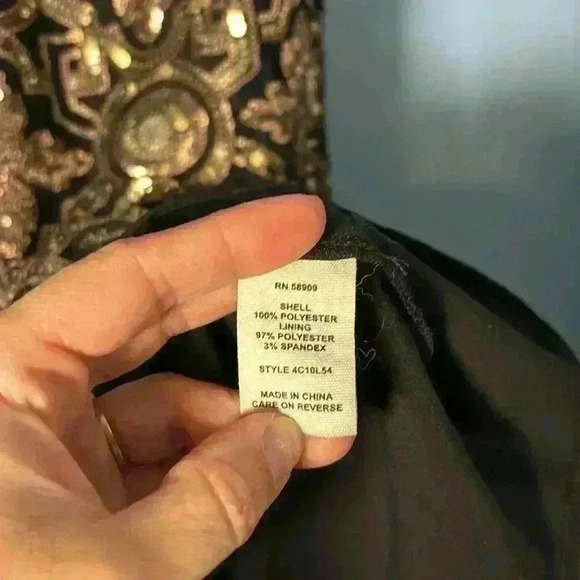 RN 58909
SHELL
100% POLYESTER
LINING
97% POLYESTER
3% SPANDEX
STYLE 4C10L54
MADE IN CHINA
CARE ON REVERSE